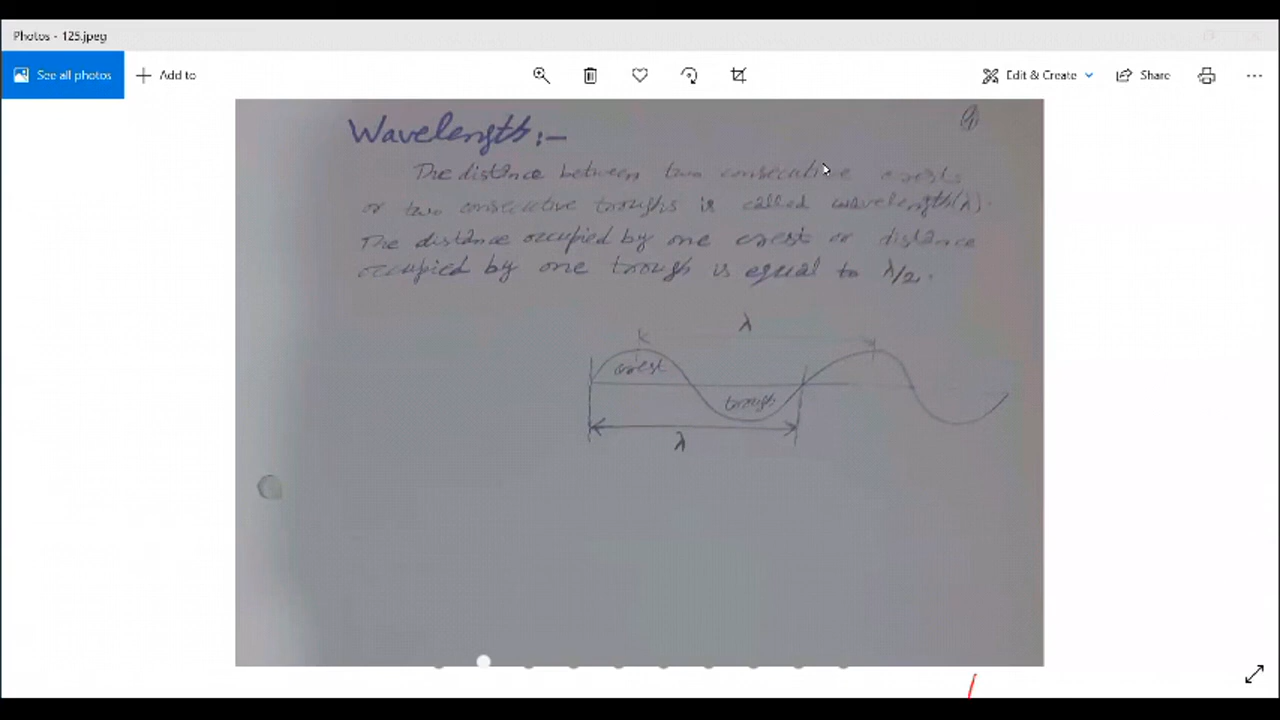 Photos - 125.jpeg
See all photos
Add to
Edit & Create
Share
Wavelength:-
The distance between two consecutive crests
or two consecutive troughs is called wavelength(λ).
The distance occupied by one crest or distance
occupied by one trough is equal to λ/2.
λ
crest
trough
λ